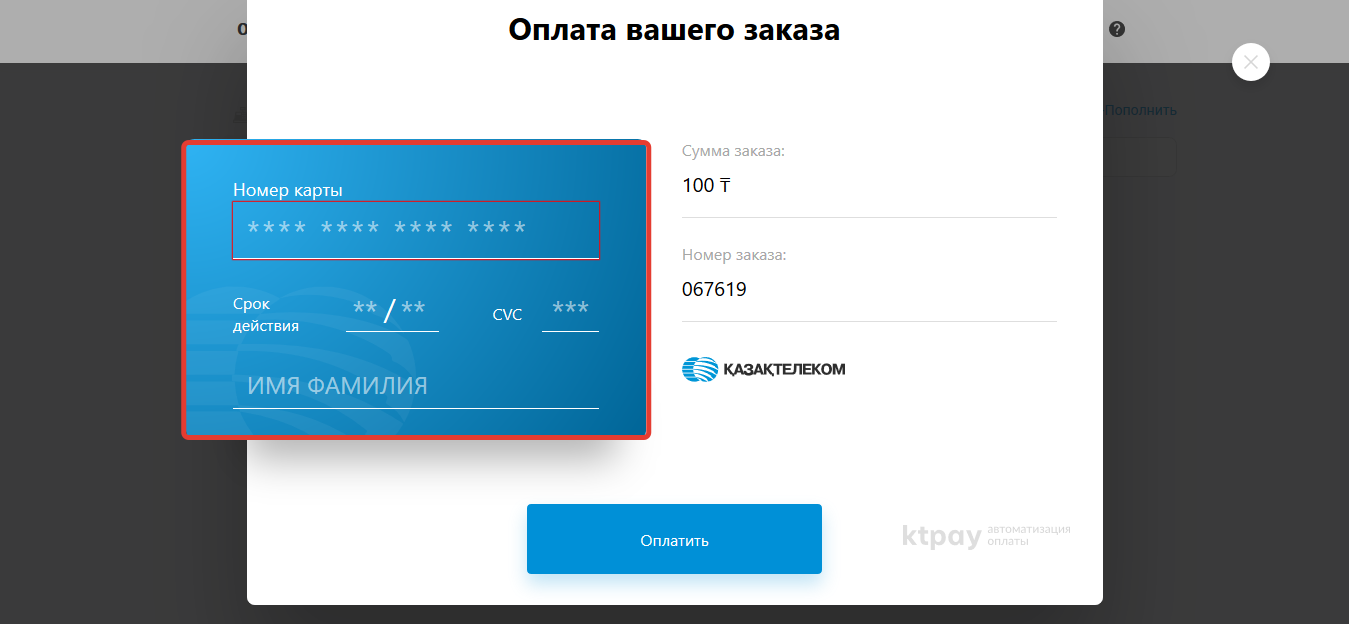 Оплата вашего заказа
Пополнить
Номер карты
**** **** **** ****
Срок
действия
** / **
CVC
***
ИМЯ ФАМИЛИЯ
Сумма заказа:
100 ₸
Номер заказа:
067619
ҚАЗАҚТЕЛЕКОМ
Оплатить
ktpay автоматизация
оплаты